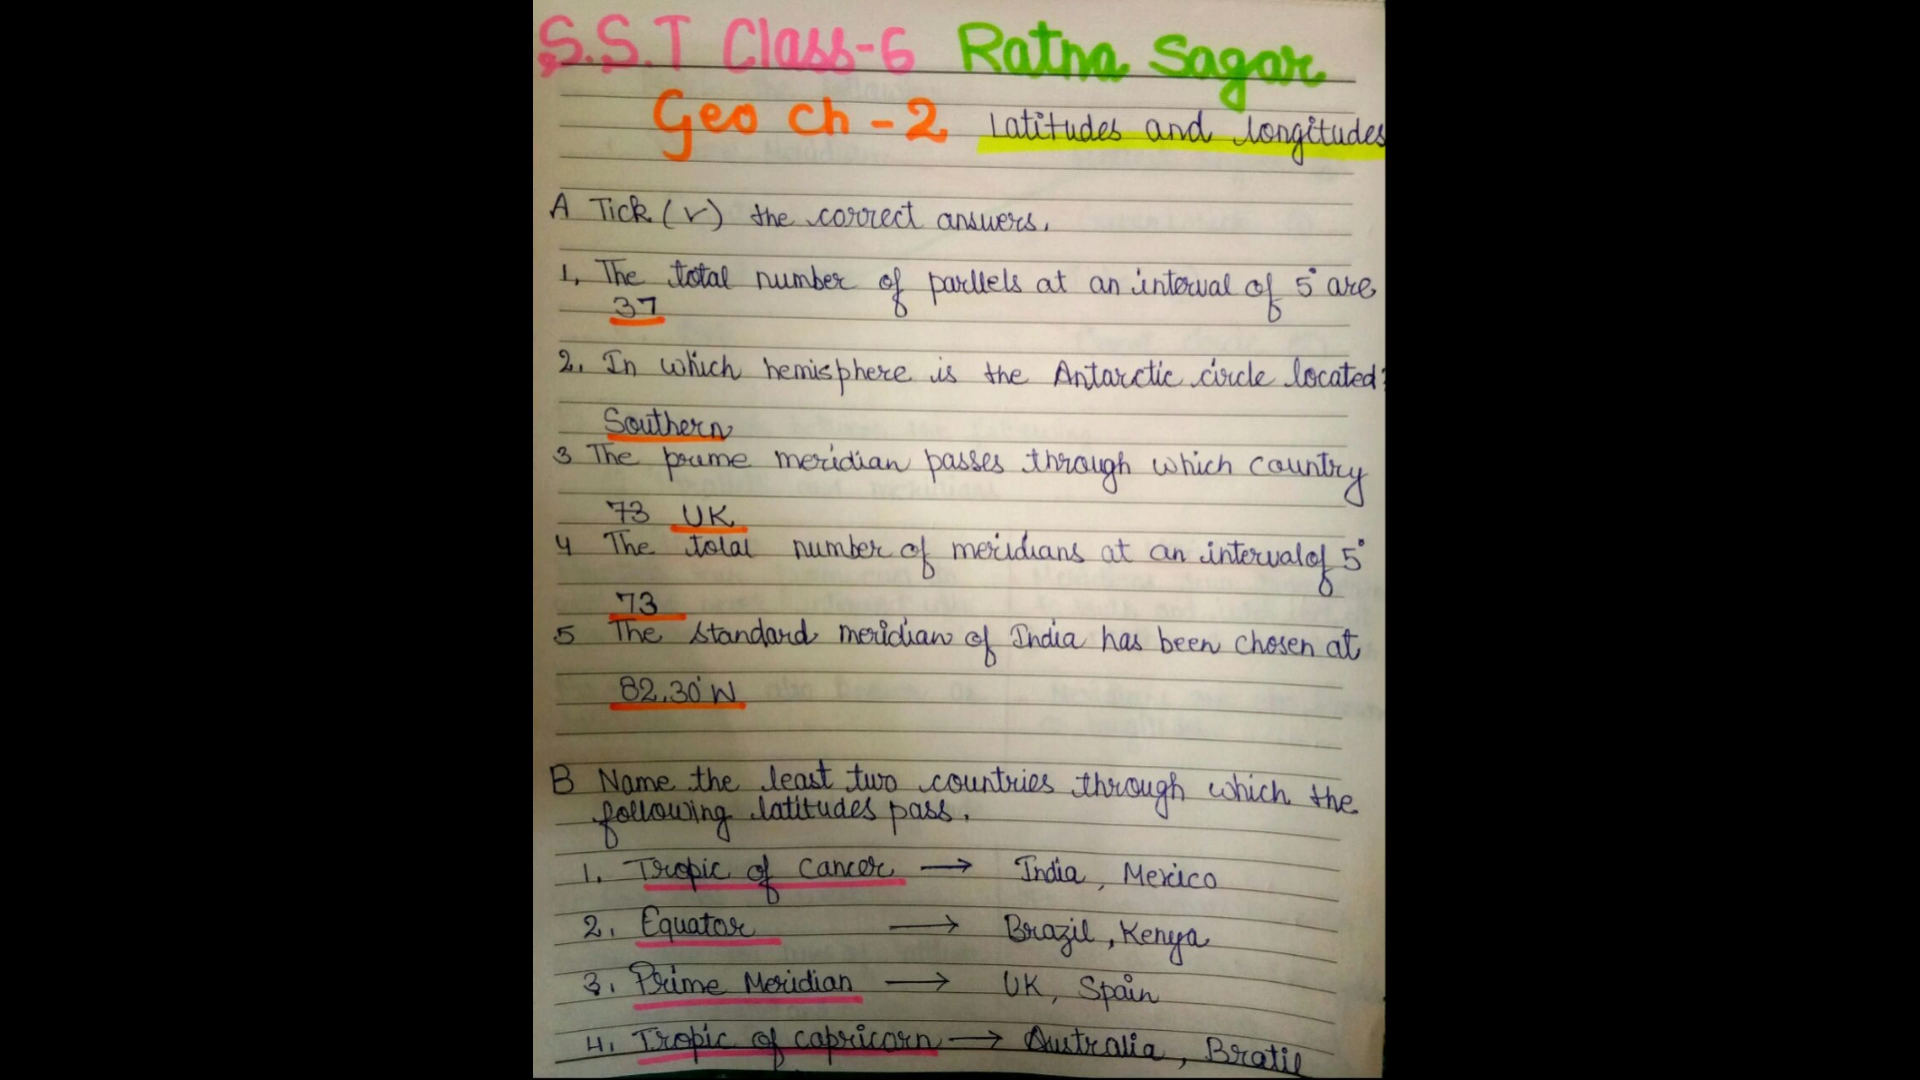 S.S.T Class-6 Ratna Sagar
Geo Ch-2 Latitudes and longitudes
A Tick (✓) the correct answers.
1. The total number of parllels at an interval of 5° are
37
2. In which hemisphere is the Antarctic circle located?
Southern
3 The prime meridian passes through which country
73 UK
4 The total number of meridians at an interval of 5°
73
5 The standard meridian of India has been chosen at
82.30°W
B Name the least two countries through which the
following latitudes pass.
1. Tropic of Cancer → India, Mexico
2. Equator → Brazil, Kenya
3. Prime Meridian → UK, Spain
4. Tropic of capricorn → Australia, Bratil